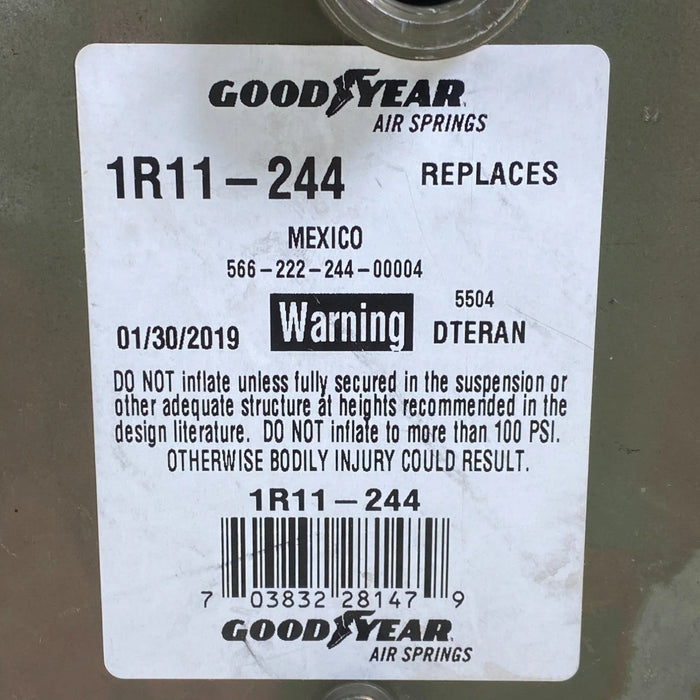 GOODYEAR
AIR SPRINGS
1R11-244 REPLACES
MEXICO
566-222-244-00004
5504
01/30/2019 Warning DTERAN
DO NOT inflate unless fully secured in the suspension or
other adequate structure at heights recommended in the
design literature. DO NOT inflate to more than 100 PSI.
OTHERWISE BODILY INJURY COULD RESULT.
1R11-244
7 03832 28147 9
GOODYEAR
AIR SPRINGS